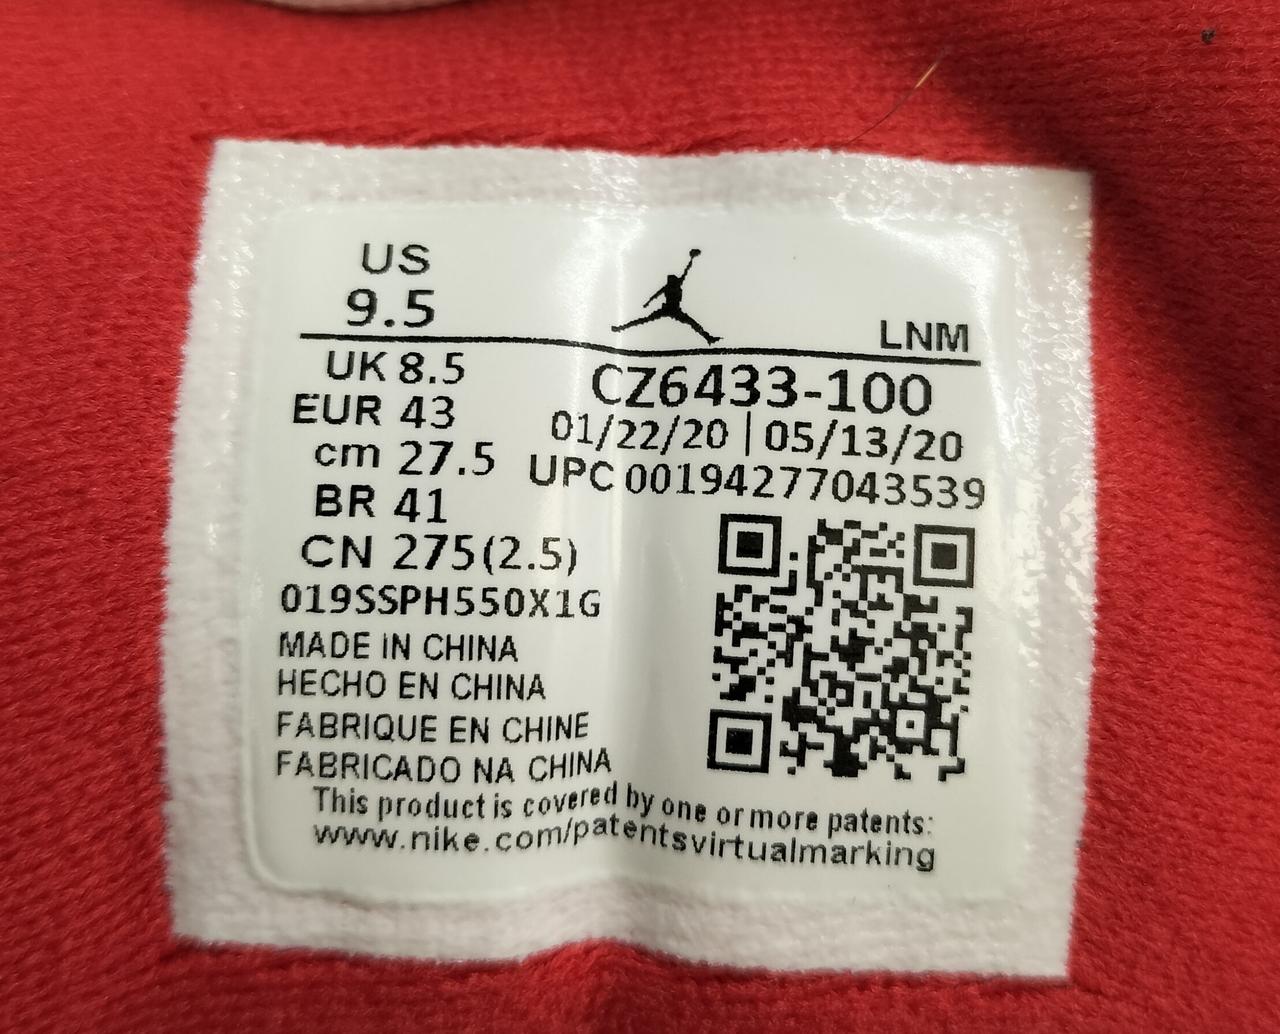 US
9.5
LNM
UK 8.5
EUR 43
cm 27.5
BR 41
CN 275(2.5)
CZ6433-100
01/22/20 | 05/13/20
UPC 00194277043539
019SSPH550X1G
MADE IN CHINA
HECHO EN CHINA
FABRIQUE EN CHINE
FABRICADO NA CHINA
This product is covered by one or more patents:
www.nike.com/patentsvirtualmarking